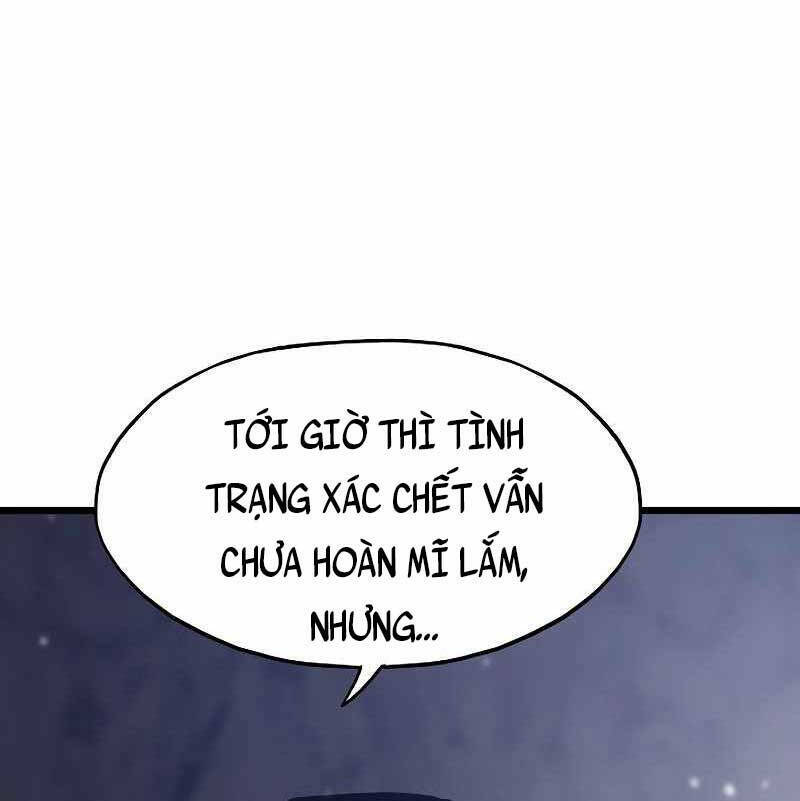 TỚI GIỜ THÌ TÌNH
TRẠNG XÁC CHẾT VẪN
CHƯA HOÀN MĨ LẮM,
NHƯNG...